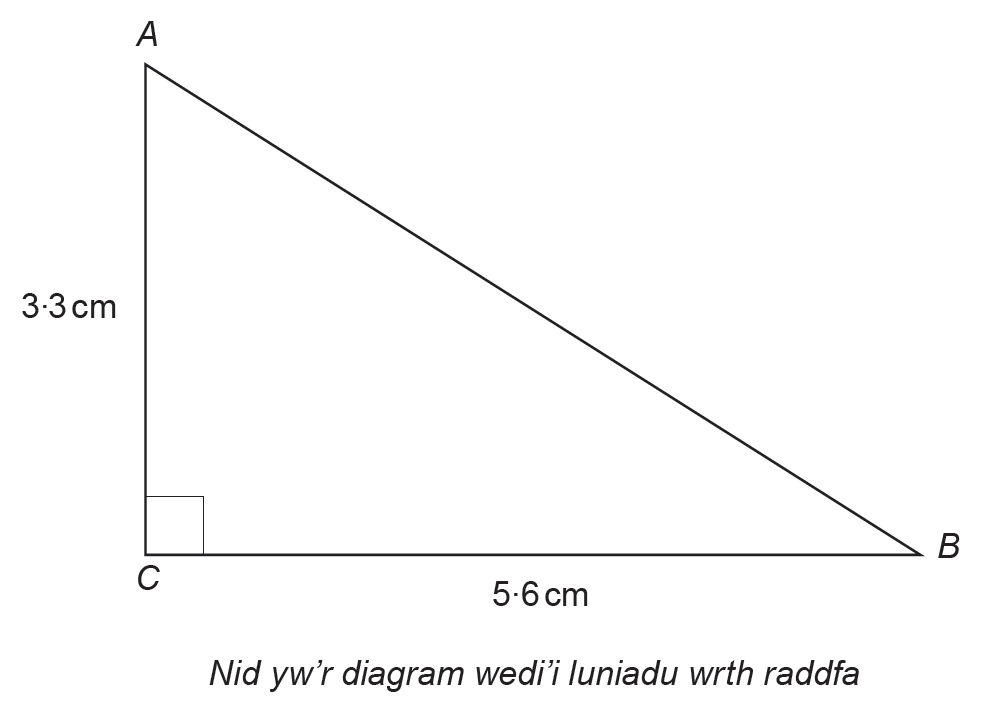 A
3·3 cm
B
C
5·6 cm
Nid yw’r diagram wedi’i luniadu wrth raddfa